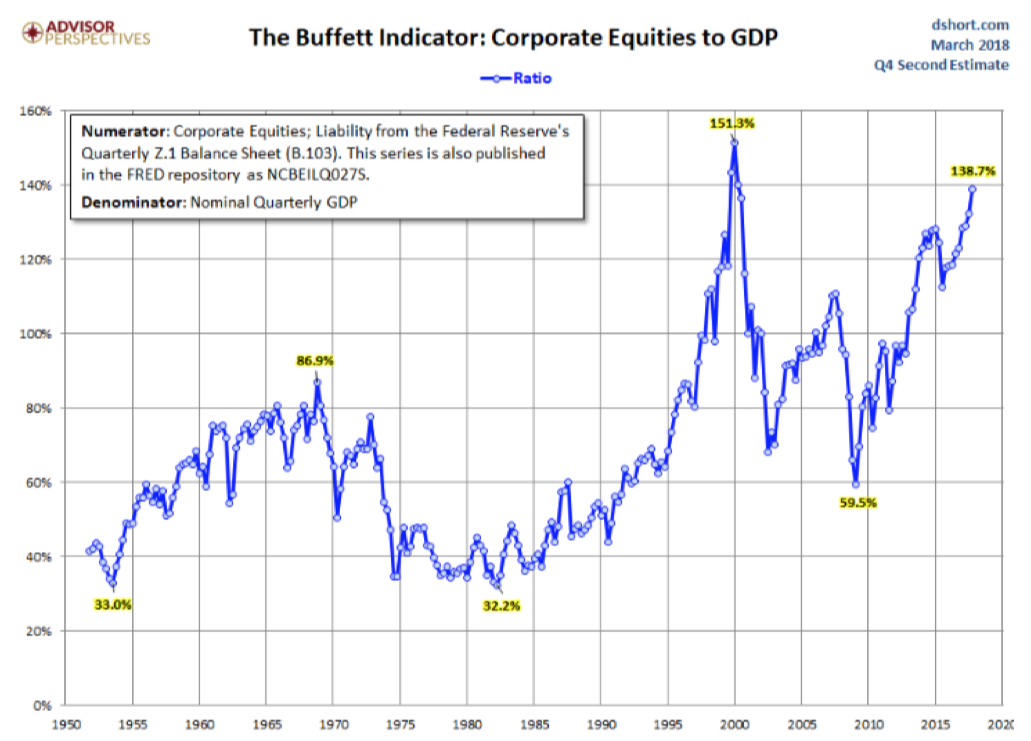 ADVISOR
PERSPECTIVES
The Buffett Indicator: Corporate Equities to GDP
dshort.com
March 2018
Q4 Second Estimate
Ratio
160%
140%
120%
100%
80%
60%
40%
20%
0%
Numerator: Corporate Equities; Liability from the Federal Reserve's
Quarterly Z.1 Balance Sheet (B.103). This series is also published
in the FRED repository as NCBEILQ027S.
Denominator: Nominal Quarterly GDP
151.3%
138.7%
86.9%
59.5%
33.0%
32.2%
1950 1955 1960 1965 1970 1975 1980 1985 1990 1995 2000 2005 2010 2015 2020